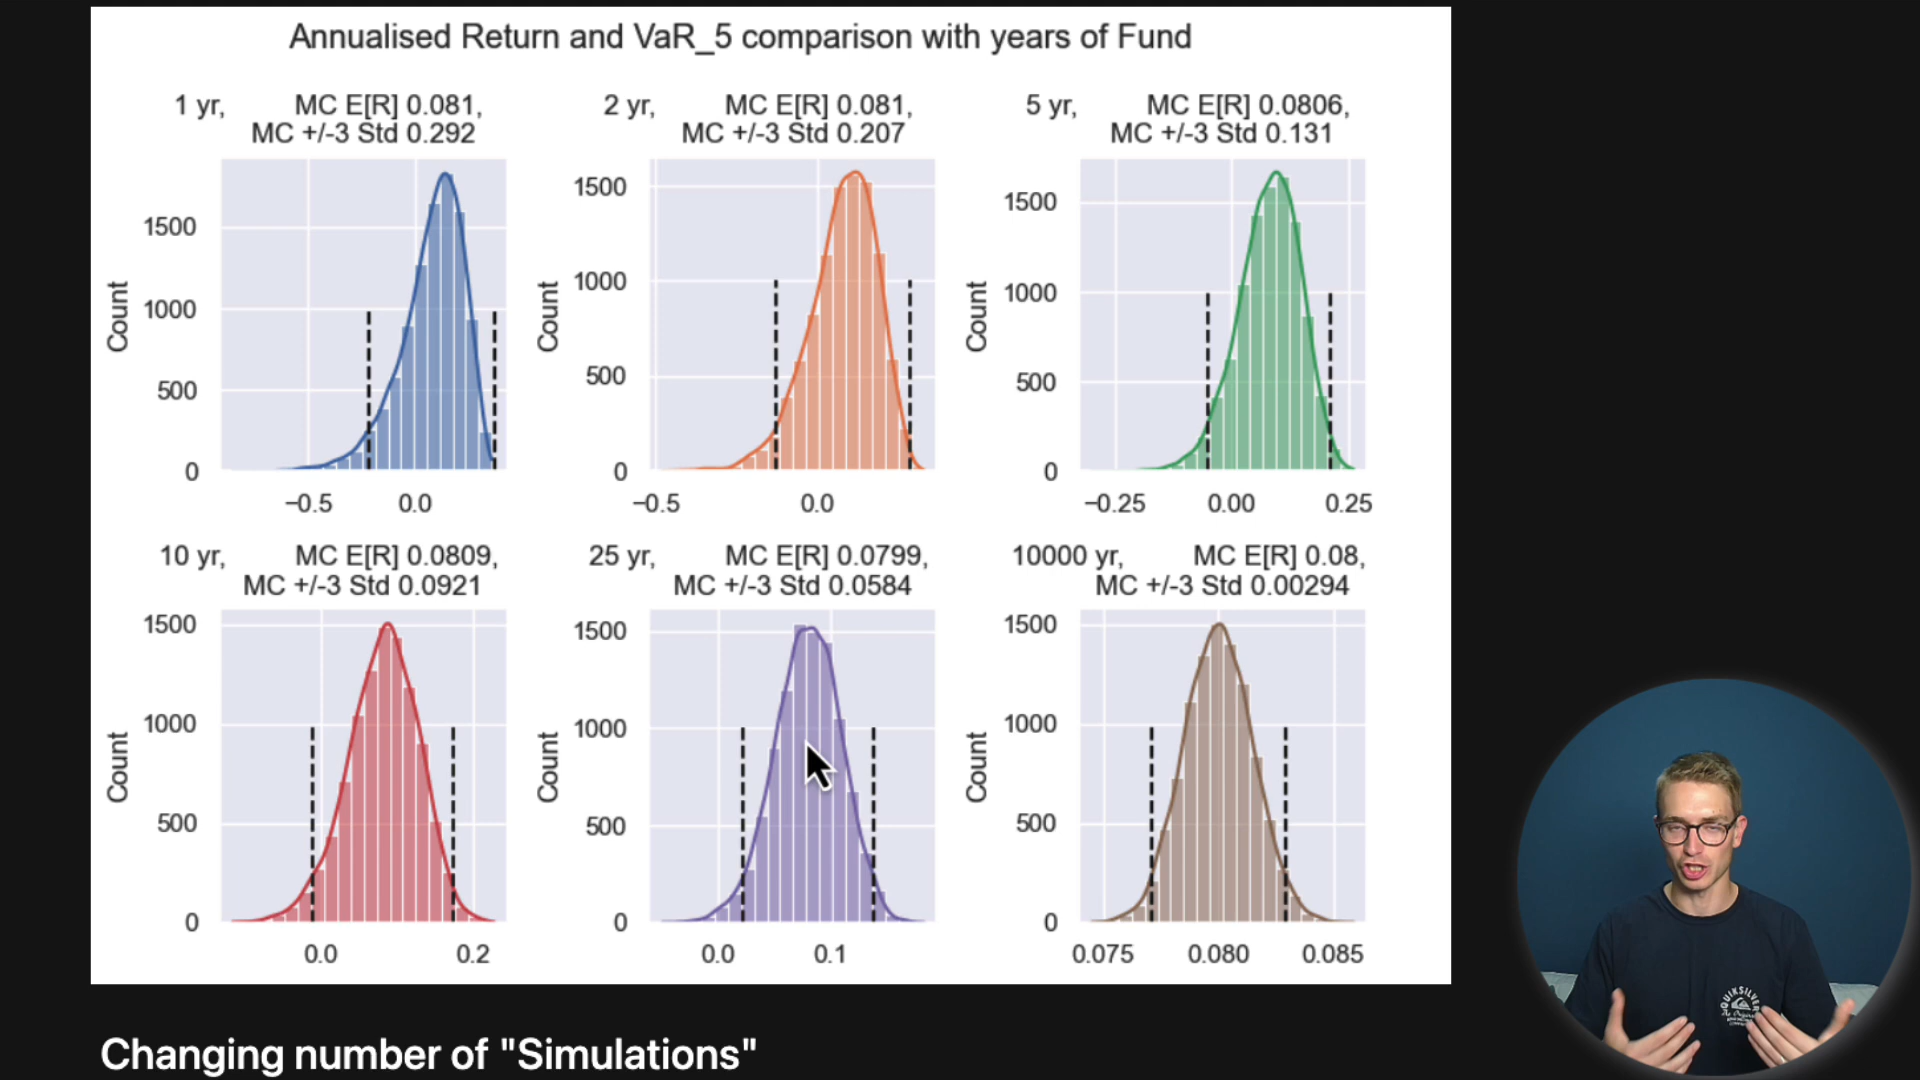 Annualised Return and VaR_5 comparison with years of Fund
1 yr, MC E[R] 0.081,
MC +/-3 Std 0.292
2 yr, MC E[R] 0.081,
MC +/-3 Std 0.207
5 yr, MC E[R] 0.0806,
MC +/-3 Std 0.131
Count
1500
1000
500
0
−0.5 0.0
Count
1500
1000
500
0
−0.5 0.0
Count
1500
1000
500
0
−0.25 0.00 0.25
10 yr, MC E[R] 0.0809,
MC +/-3 Std 0.0921
25 yr, MC E[R] 0.0799,
MC +/-3 Std 0.0584
10000 yr, MC E[R] 0.08,
MC +/-3 Std 0.00294
Count
1500
1000
500
0
0.0 0.2
Count
1500
1000
500
0
0.0 0.1
Count
1500
1000
500
0
0.075 0.080 0.085
QUIKSILVER
Changing number of "Simulations"